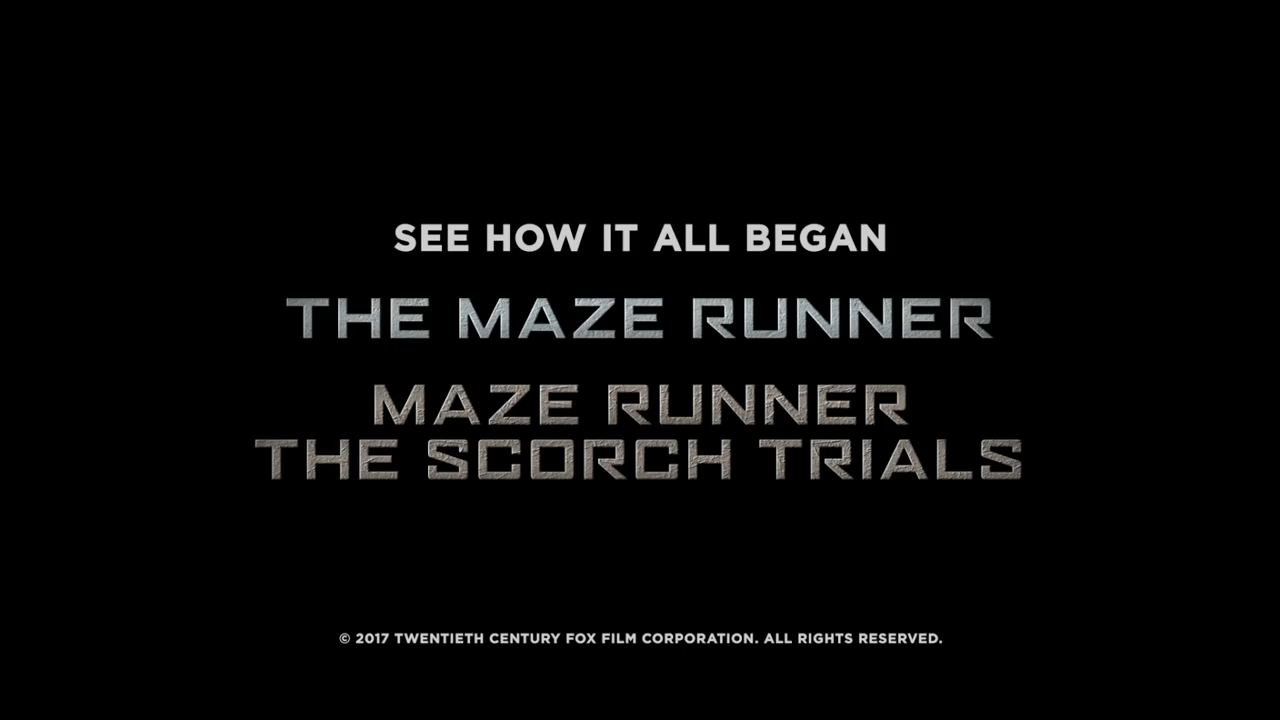 SEE HOW IT ALL BEGAN
THE MAZE RUNNER
MAZE RUNNER
THE SCORCH TRIALS
© 2017 TWENTIETH CENTURY FOX FILM CORPORATION. ALL RIGHTS RESERVED.